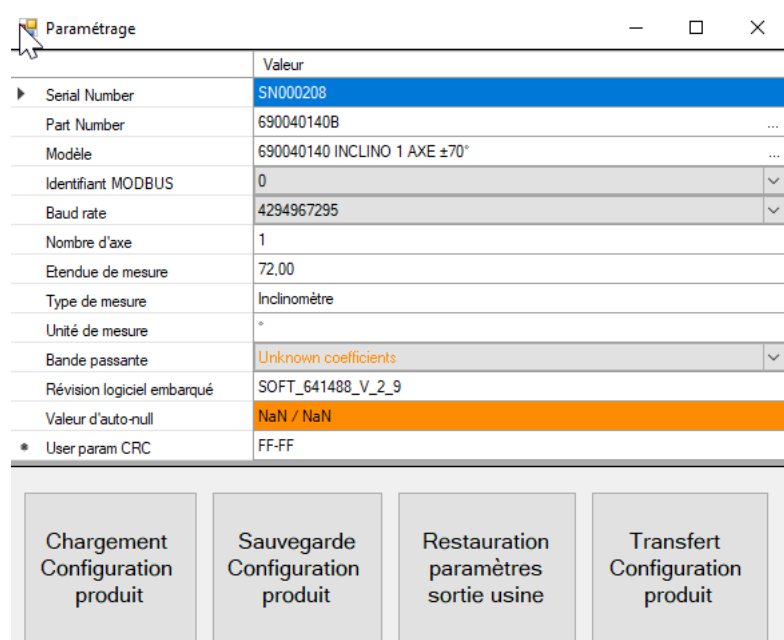 Paramétrage
Valeur
Serial Number SN000208
Part Number 690040140B ...
Modèle 690040140 INCLINO 1 AXE ±70° ...
Identifiant MODBUS 0
Baud rate 4294967295
Nombre d'axe 1
Etendue de mesure 72,00
Type de mesure Inclinomètre
Unité de mesure °
Bande passante Unknown coefficients
Révision logiciel embarqué SOFT_641488_V_2_9
Valeur d'auto-null NaN / NaN
User param CRC FF-FF
Chargement
Configuration
produit
Sauvegarde
Configuration
produit
Restauration
paramètres
sortie usine
Transfert
Configuration
produit